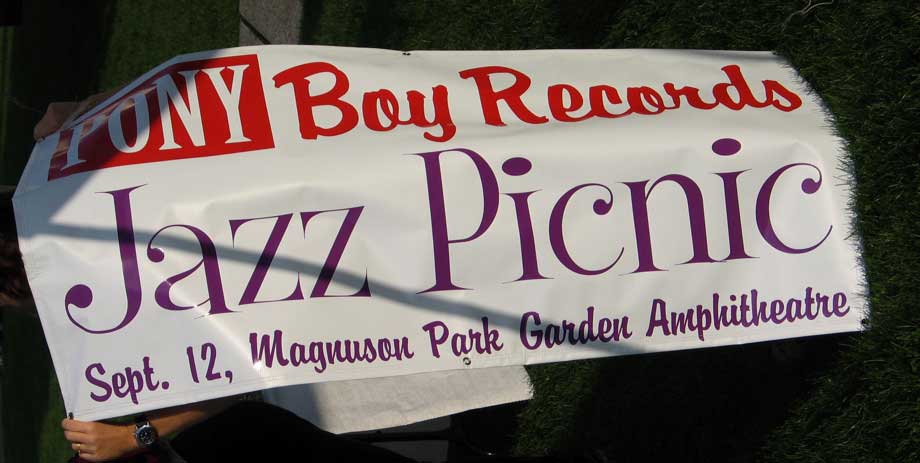 PONY Boy Records
Jazz Picnic
Sept. 12, Magnuson Park Garden Amphitheatre